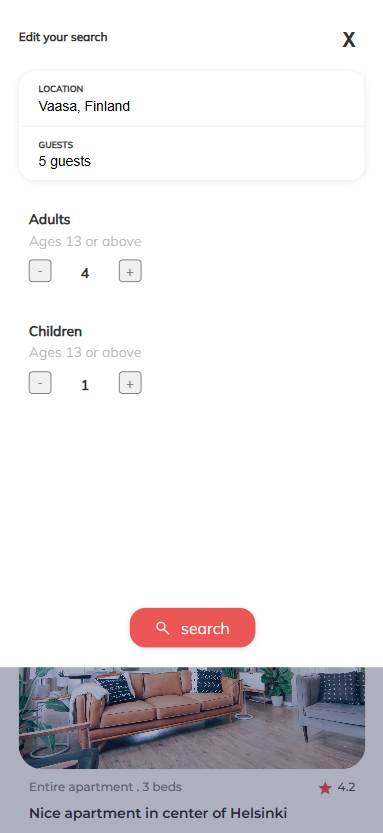 Edit your search
X
LOCATION
Vaasa, Finland
GUESTS
5 guests
Adults
Ages 13 or above
- 4 +
Children
Ages 13 or above
- 1 +
search
Entire apartment . 3 beds 4.2
Nice apartment in center of Helsinki